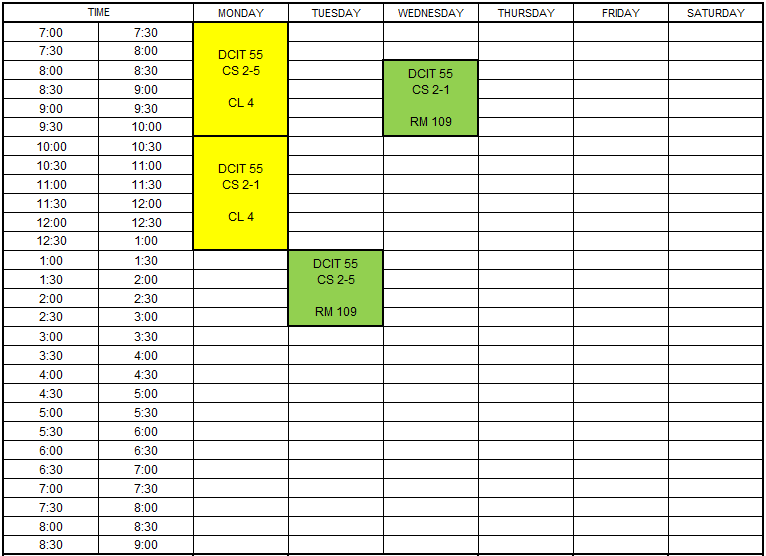 TIME MONDAY TUESDAY WEDNESDAY THURSDAY FRIDAY SATURDAY
7:00 7:30
7:30 8:00
DCIT 55
CS 2-5
CL 4
8:00 8:30
DCIT 55
CS 2-1
RM 109
8:30 9:00
9:00 9:30
9:30 10:00
10:00 10:30
10:30 11:00
DCIT 55
CS 2-1
CL 4
11:00 11:30
11:30 12:00
12:00 12:30
12:30 1:00
1:00 1:30
DCIT 55
CS 2-5
RM 109
1:30 2:00
2:00 2:30
2:30 3:00
3:00 3:30
3:30 4:00
4:00 4:30
4:30 5:00
5:00 5:30
5:30 6:00
6:00 6:30
6:30 7:00
7:00 7:30
7:30 8:00
8:00 8:30
8:30 9:00